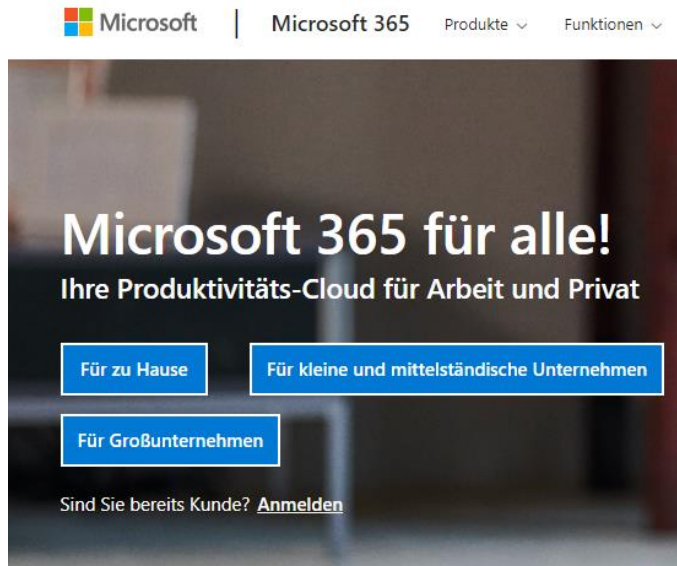 Microsoft | Microsoft 365 Produkte Funktionen
Microsoft 365 für alle!
Ihre Produktivitäts-Cloud für Arbeit und Privat
Für zu Hause Für kleine und mittelständische Unternehmen
Für Großunternehmen
Sind Sie bereits Kunde? Anmelden